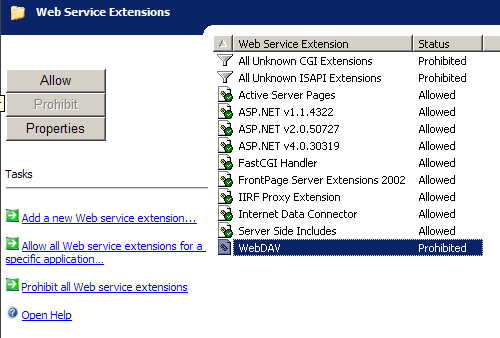 Web Service Extensions
Allow
Prohibit
Properties
Tasks
Add a new Web service extension...
Allow all Web service extensions for a
specific application...
Prohibit all Web service extensions
Open Help
Web Service Extension Status
All Unknown CGI Extensions Prohibited
All Unknown ISAPI Extensions Prohibited
Active Server Pages Allowed
ASP.NET v1.1.4322 Allowed
ASP.NET v2.0.50727 Allowed
ASP.NET v4.0.30319 Allowed
FastCGI Handler Allowed
FrontPage Server Extensions 2002 Allowed
IIRF Proxy Extension Allowed
Internet Data Connector Allowed
Server Side Includes Allowed
WebDAV Prohibited